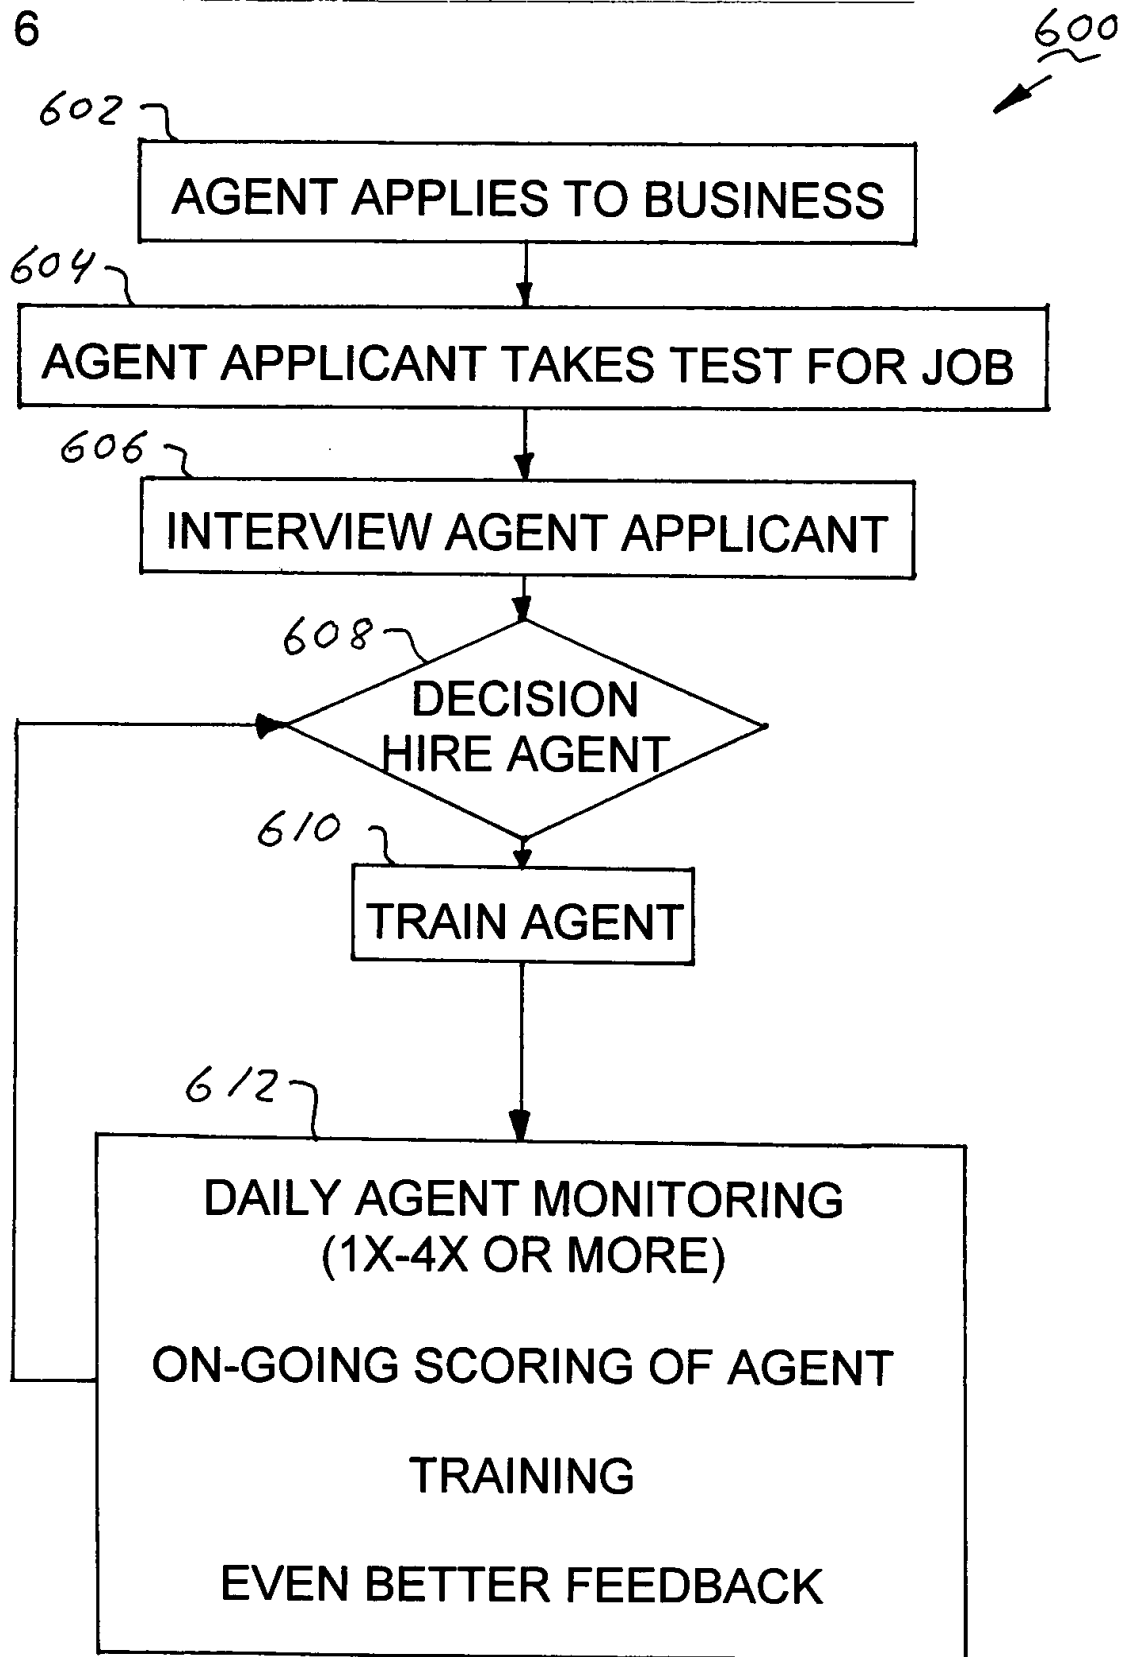 6
600
602
AGENT APPLIES TO BUSINESS
604
AGENT APPLICANT TAKES TEST FOR JOB
606
INTERVIEW AGENT APPLICANT
608
DECISION
HIRE AGENT
610
TRAIN AGENT
612
DAILY AGENT MONITORING
(1X-4X OR MORE)
ON-GOING SCORING OF AGENT
TRAINING
EVEN BETTER FEEDBACK